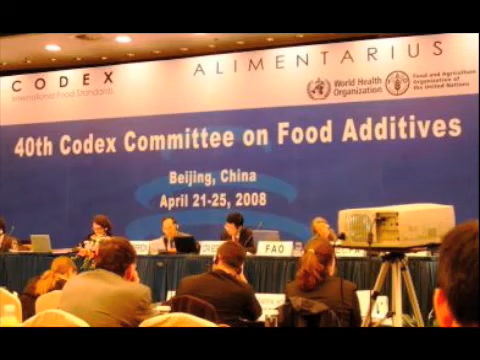 CODEX ALIMENTARIUS
International Food Standards
World Health
Organization
Food and Agriculture
Organization of
the United Nations
40th Codex Committee on Food Additives
Beijing, China
April 21-25, 2008
FAO